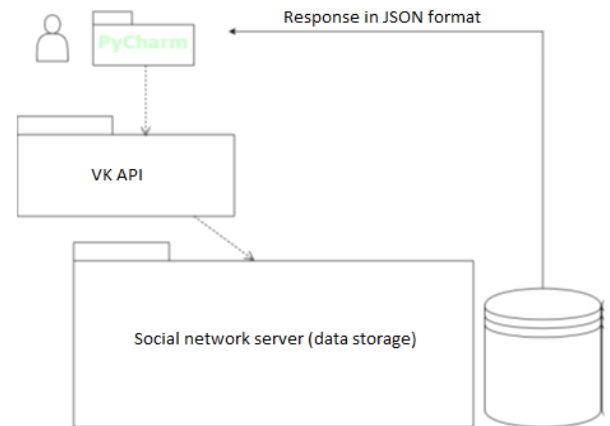 Response in JSON format
PyCharm
VK API
Social network server (data storage)